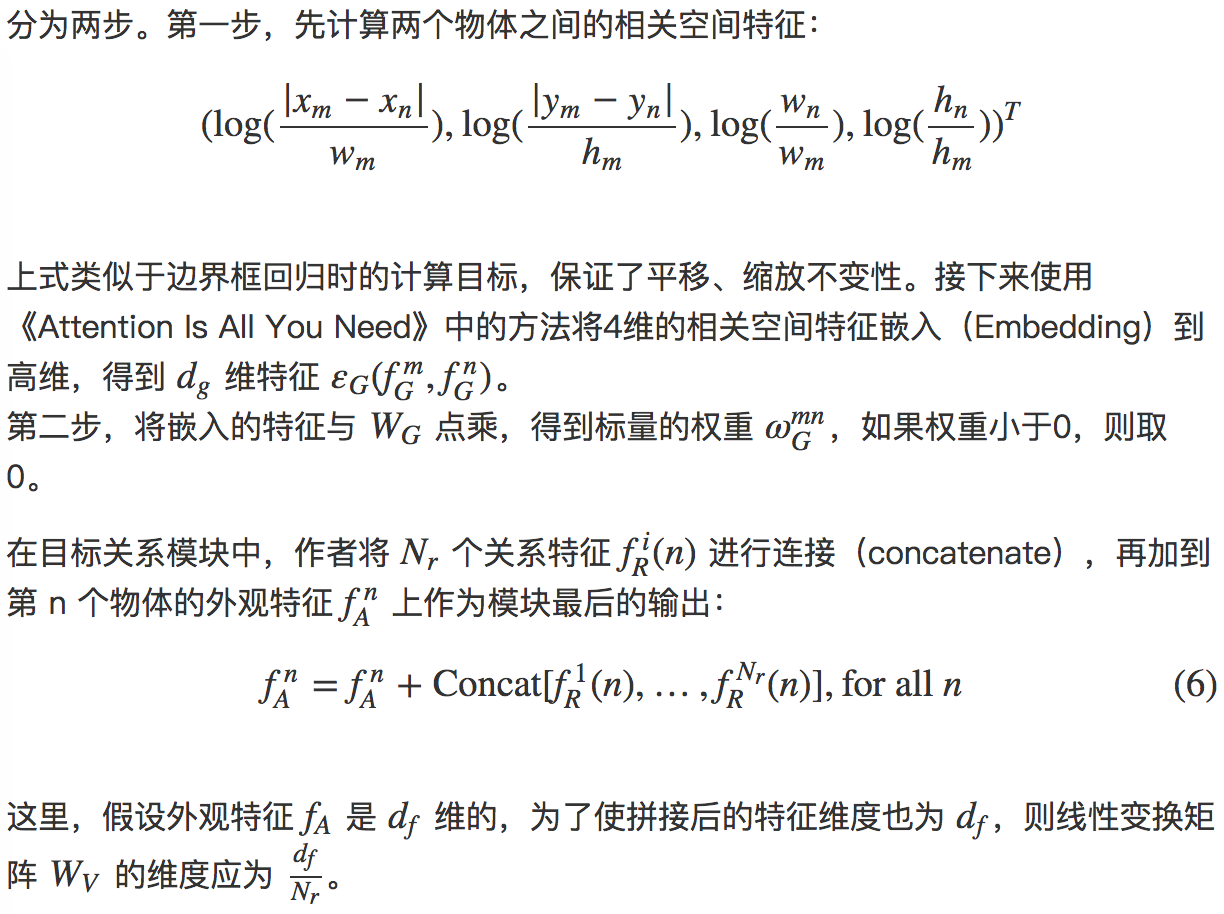 分为两步。第一步，先计算两个物体之间的相关空间特征：
$(\log(\frac{|x_m - x_n|}{w_m}), \log(\frac{|y_m - y_n|}{h_m}), \log(\frac{w_n}{w_m}), \log(\frac{h_n}{h_m}))^T$
上式类似于边界框回归时的计算目标，保证了平移、缩放不变性。接下来使用
《Attention Is All You Need》中的方法将4维的相关空间特征嵌入（Embedding）到
高维，得到 $d_g$ 维特征 $\varepsilon_G(f_G^m, f_G^n)$。
第二步，将嵌入的特征与 $W_G$ 点乘，得到标量的权重 $\omega_G^{mn}$，如果权重小于0，则取
0。
在目标关系模块中，作者将 $N_r$ 个关系特征 $f_R^i(n)$ 进行连接（concatenate），再加到
第 n 个物体的外观特征 $f_A^n$ 上作为模块最后的输出：
$f_A^n = f_A^n + \text{Concat}[f_R^1(n), \ldots, f_R^{N_r}(n)], \text{for all } n$ (6)
这里，假设外观特征 $f_A$ 是 $d_f$ 维的，为了使拼接后的特征维度也为 $d_f$，则线性变换矩
阵 $W_V$ 的维度应为 $\frac{d_f}{N_r}$。